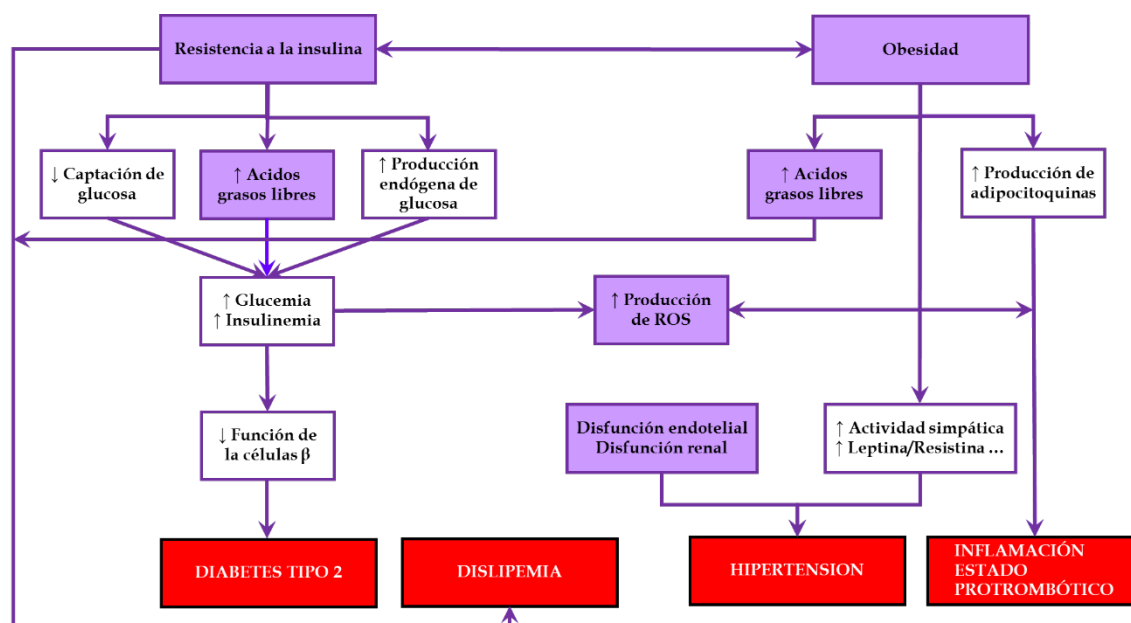 Resistencia a la insulina
Obesidad
↓ Captación de
glucosa
↑ Acidos
grasos libres
↑ Producción
endógena de
glucosa
↑ Acidos
grasos libres
↑ Producción de
adipocitoquinas
↑ Glucemia
↑ Insulinemia
↑ Producción
de ROS
↓ Función de
la células β
Disfunción endotelial
Disfunción renal
↑ Actividad simpática
↑ Leptina/Resistina ...
DIABETES TIPO 2
DISLIPEMIA
HIPERTENSION
INFLAMACIÓN
ESTADO
PROTROMBÓTICO